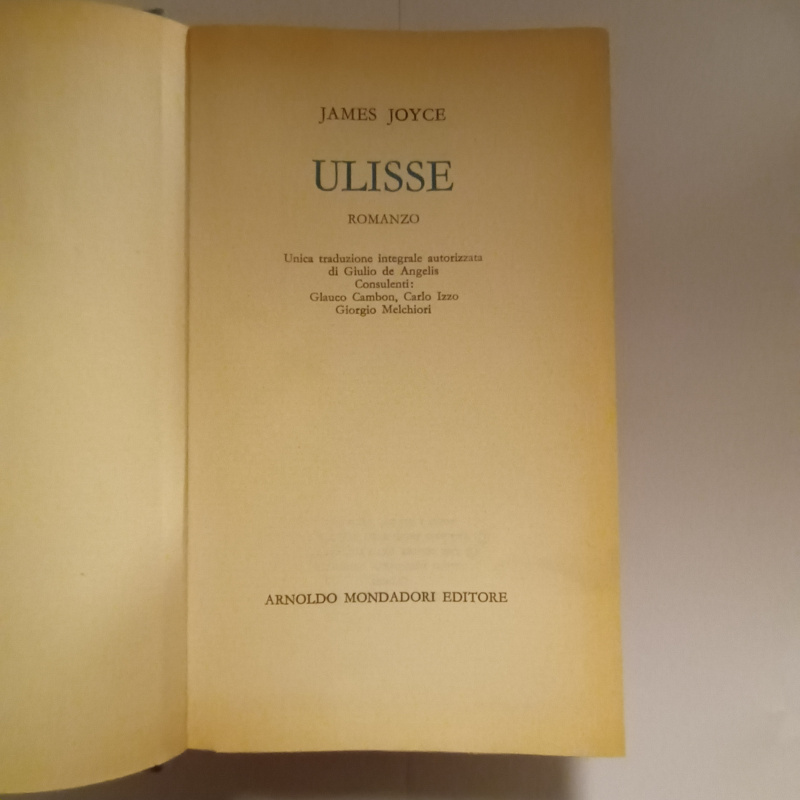 JAMES JOYCE
ULISSE
ROMANZO
Unica traduzione integrale autorizzata
di Giulio de Angelis
Consulenti:
Glauco Cambon, Carlo Izzo
Giorgio Melchiori
ARNOLDO MONDADORI EDITORE